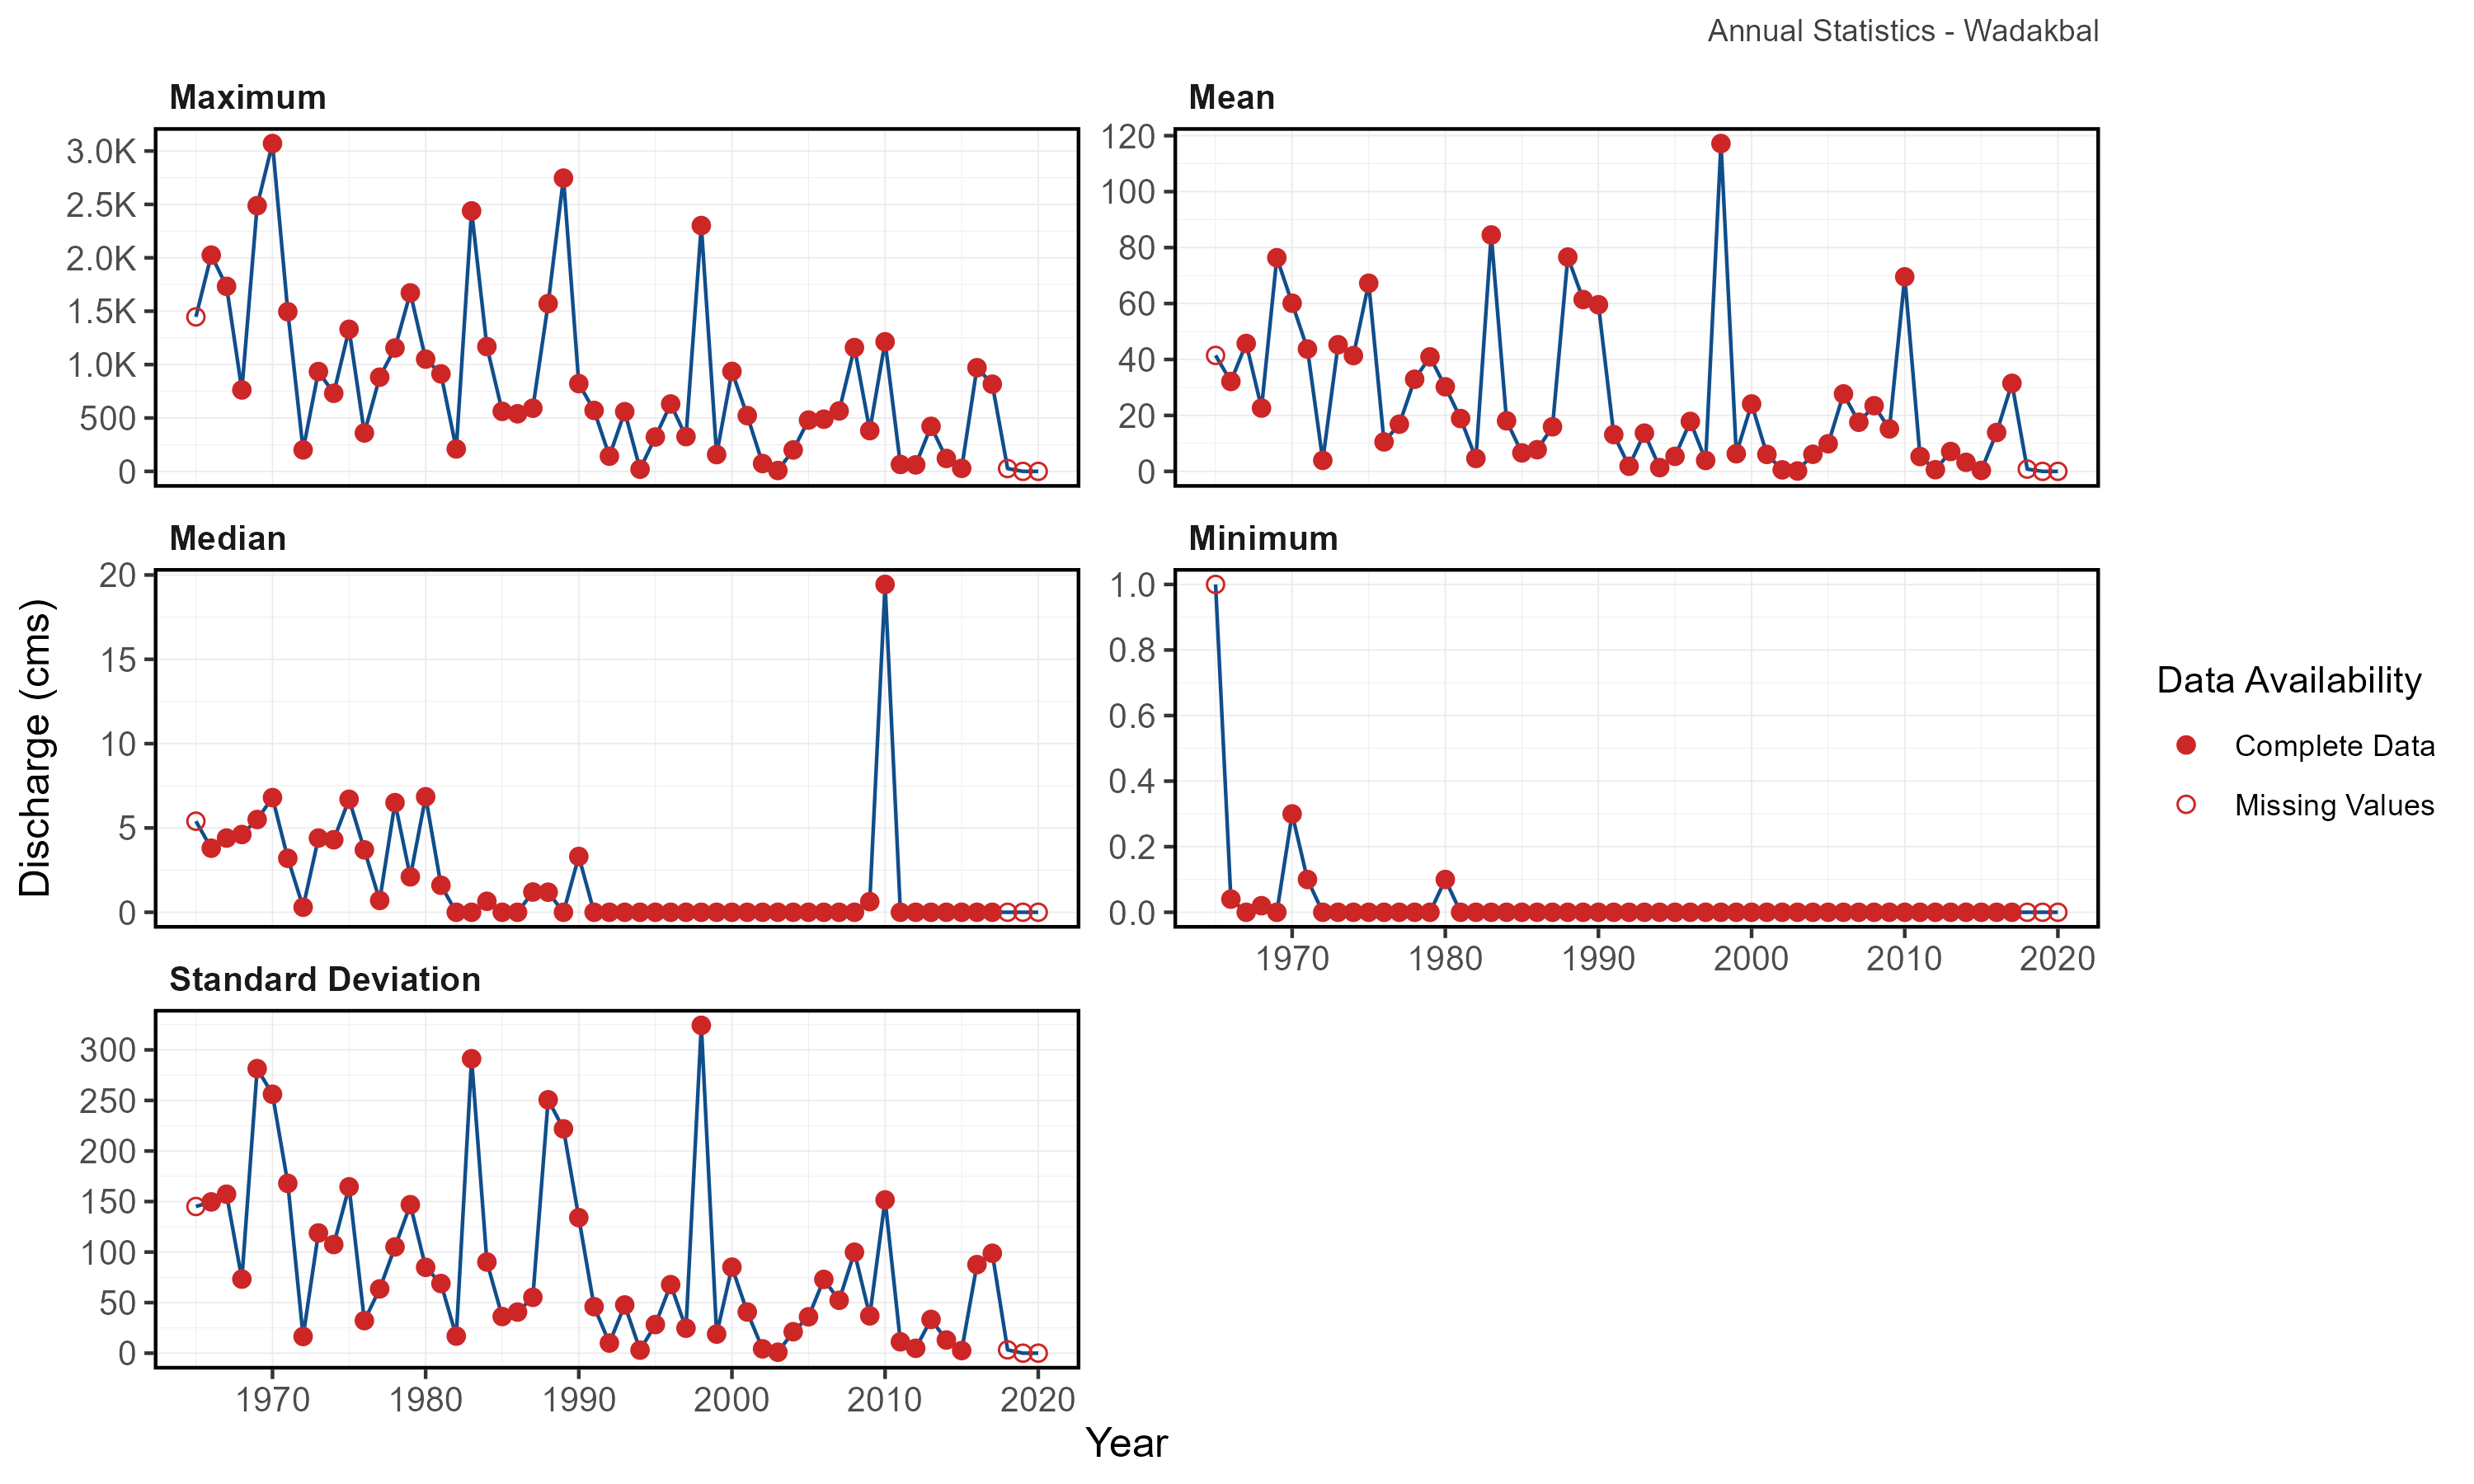 Annual Statistics - Wadakbal
Maximum
3.0K
2.5K
2.0K
1.5K
1.0K
500
0
Mean
120
100
80
60
40
20
0
Median
20
15
10
5
0
Minimum
1.0
0.8
0.6
0.4
0.2
0.0
1970 1980 1990 2000 2010 2020
Standard Deviation
300
250
200
150
100
50
0
1970 1980 1990 2000 2010 2020
Discharge (cms)
Year
Data Availability
Complete Data
Missing Values